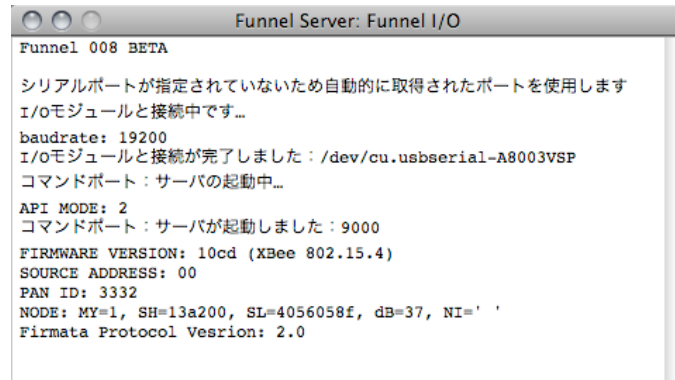 Funnel Server: Funnel I/O
Funnel 008 BETA
シリアルポートが指定されていないため自動的に取得されたポートを使用します
I/Oモジュールと接続中です…
baudrate: 19200
I/Oモジュールと接続が完了しました：/dev/cu.usbserial-A8003VSP
コマンドポート：サーバの起動中…
API MODE: 2
コマンドポート：サーバが起動しました：9000
FIRMWARE VERSION: 10cd (XBee 802.15.4)
SOURCE ADDRESS: 00
PAN ID: 3332
NODE: MY=1, SH=13a200, SL=4056058f, dB=37, NI=' '
Firmata Protocol Vesrion: 2.0